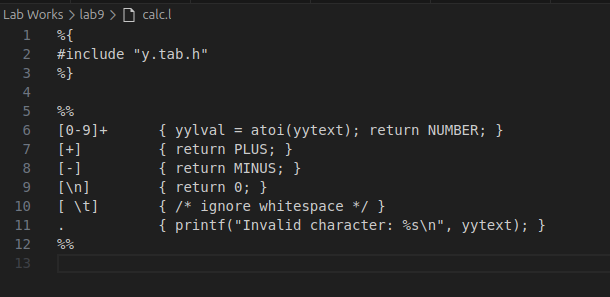 Lab Works > lab9 > calc.l
1 %{
2 #include "y.tab.h"
3 %}
4
5 %%
6 [0-9]+      { yylval = atoi(yytext); return NUMBER; }
7 [+]         { return PLUS; }
8 [-]         { return MINUS; }
9 [\n]        { return 0; }
10 [ \t]       { /* ignore whitespace */ }
11 .           { printf("Invalid character: %s\n", yytext); }
12 %%
13